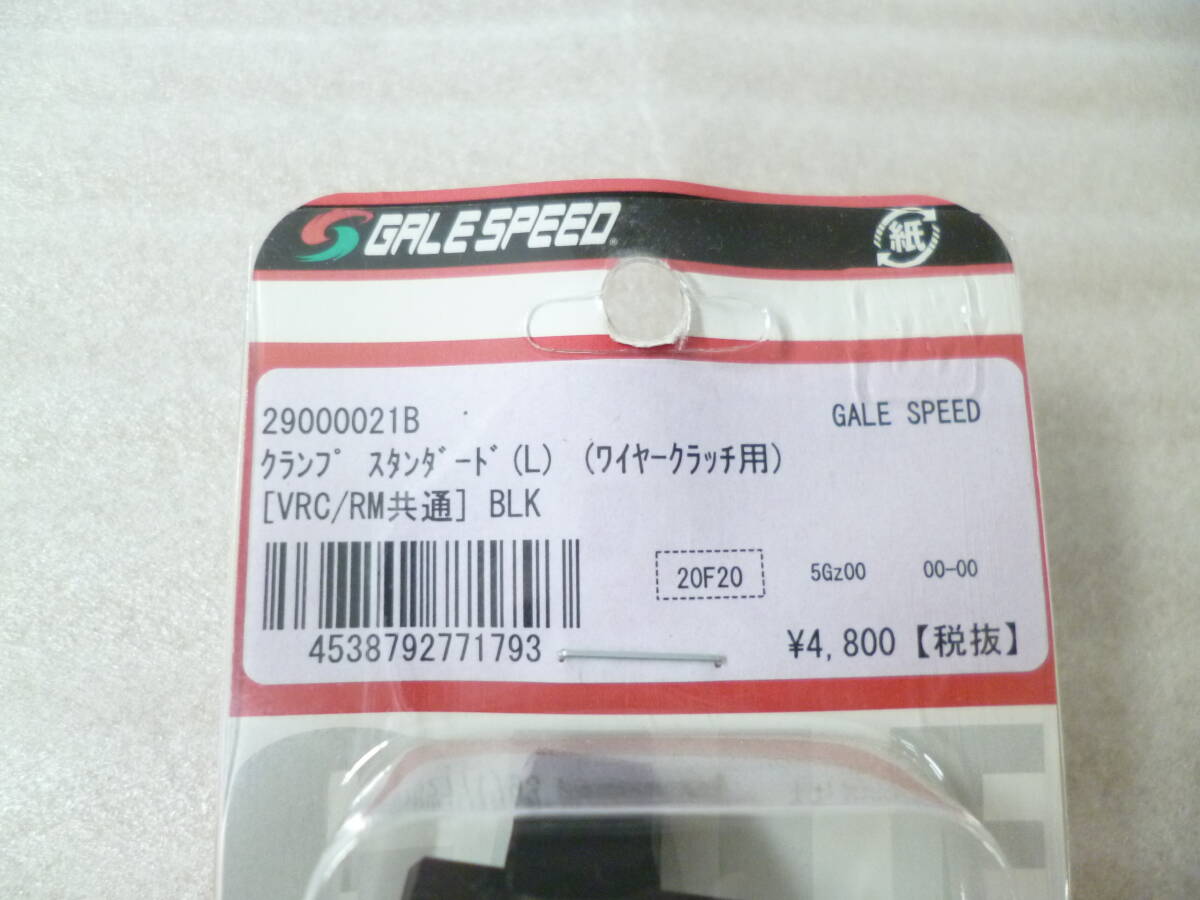 GALE SPEED
紙
29000021B GALE SPEED
ｸﾗﾝﾌﾟ ｽﾀﾝﾀﾞｰﾄﾞ(L) (ﾜｲﾔｰｸﾗｯﾁ用)
[VRC/RM共通] BLK
20F20 5Gz00 00-00
4538792771793
¥4,800【税抜】